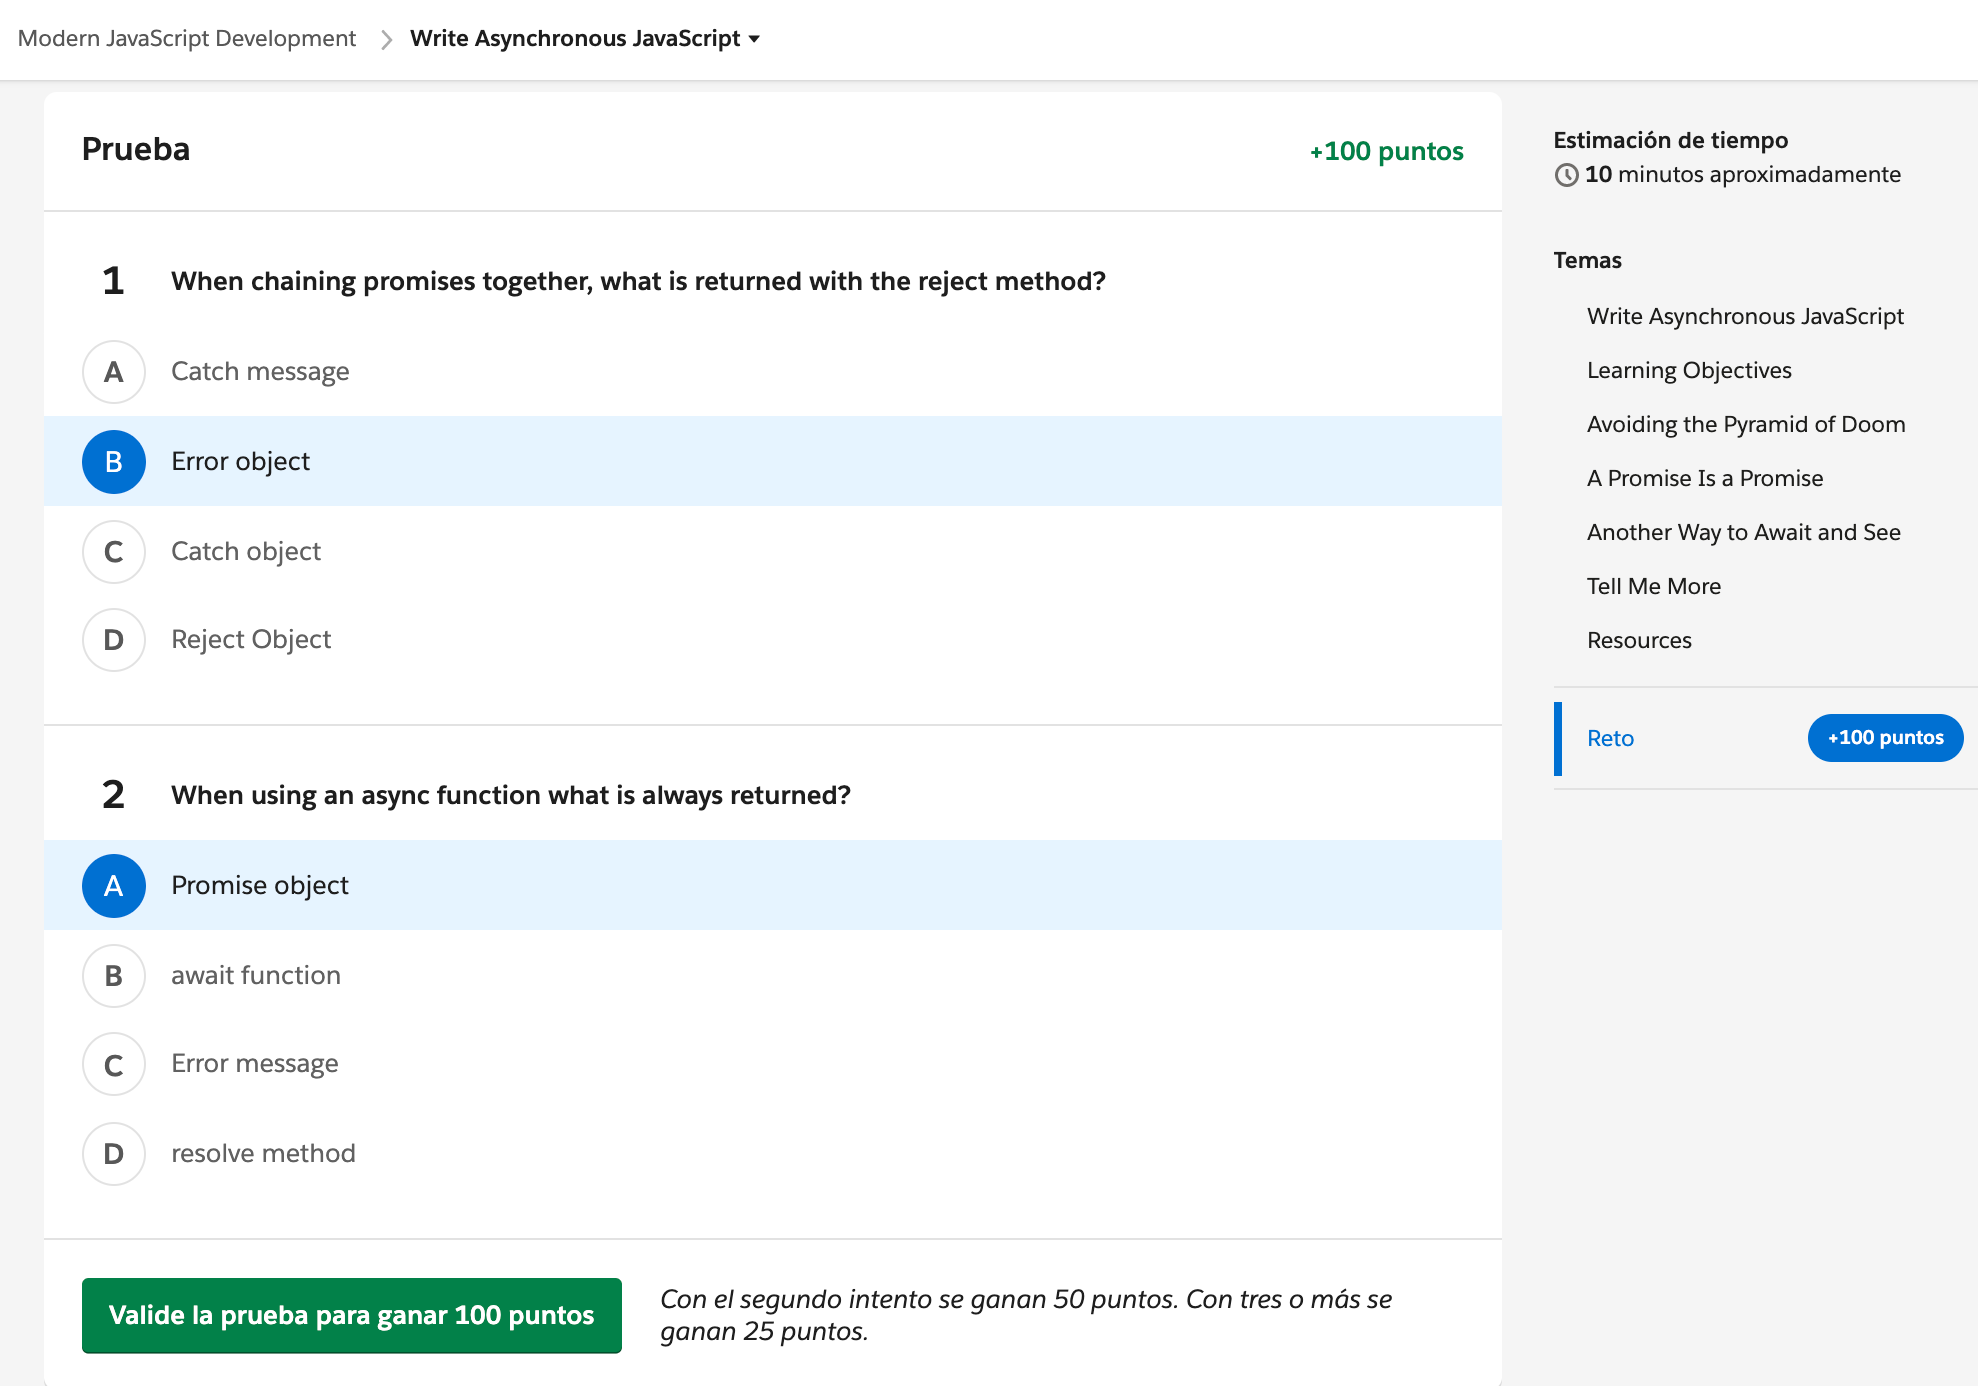 Modern JavaScript Development
Write Asynchronous JavaScript
Prueba
+100 puntos
1
When chaining promises together, what is returned with the reject method?
A
Catch message
B
Error object
C
Catch object
D
Reject Object
2
When using an async function what is always returned?
A
Promise object
B
await function
C
Error message
D
resolve method
Valide la prueba para ganar 100 puntos
Con el segundo intento se ganan 50 puntos. Con tres o más se
ganan 25 puntos.
Estimación de tiempo
10 minutos aproximadamente
Temas
Write Asynchronous JavaScript
Learning Objectives
Avoiding the Pyramid of Doom
A Promise Is a Promise
Another Way to Await and See
Tell Me More
Resources
Reto
+100 puntos